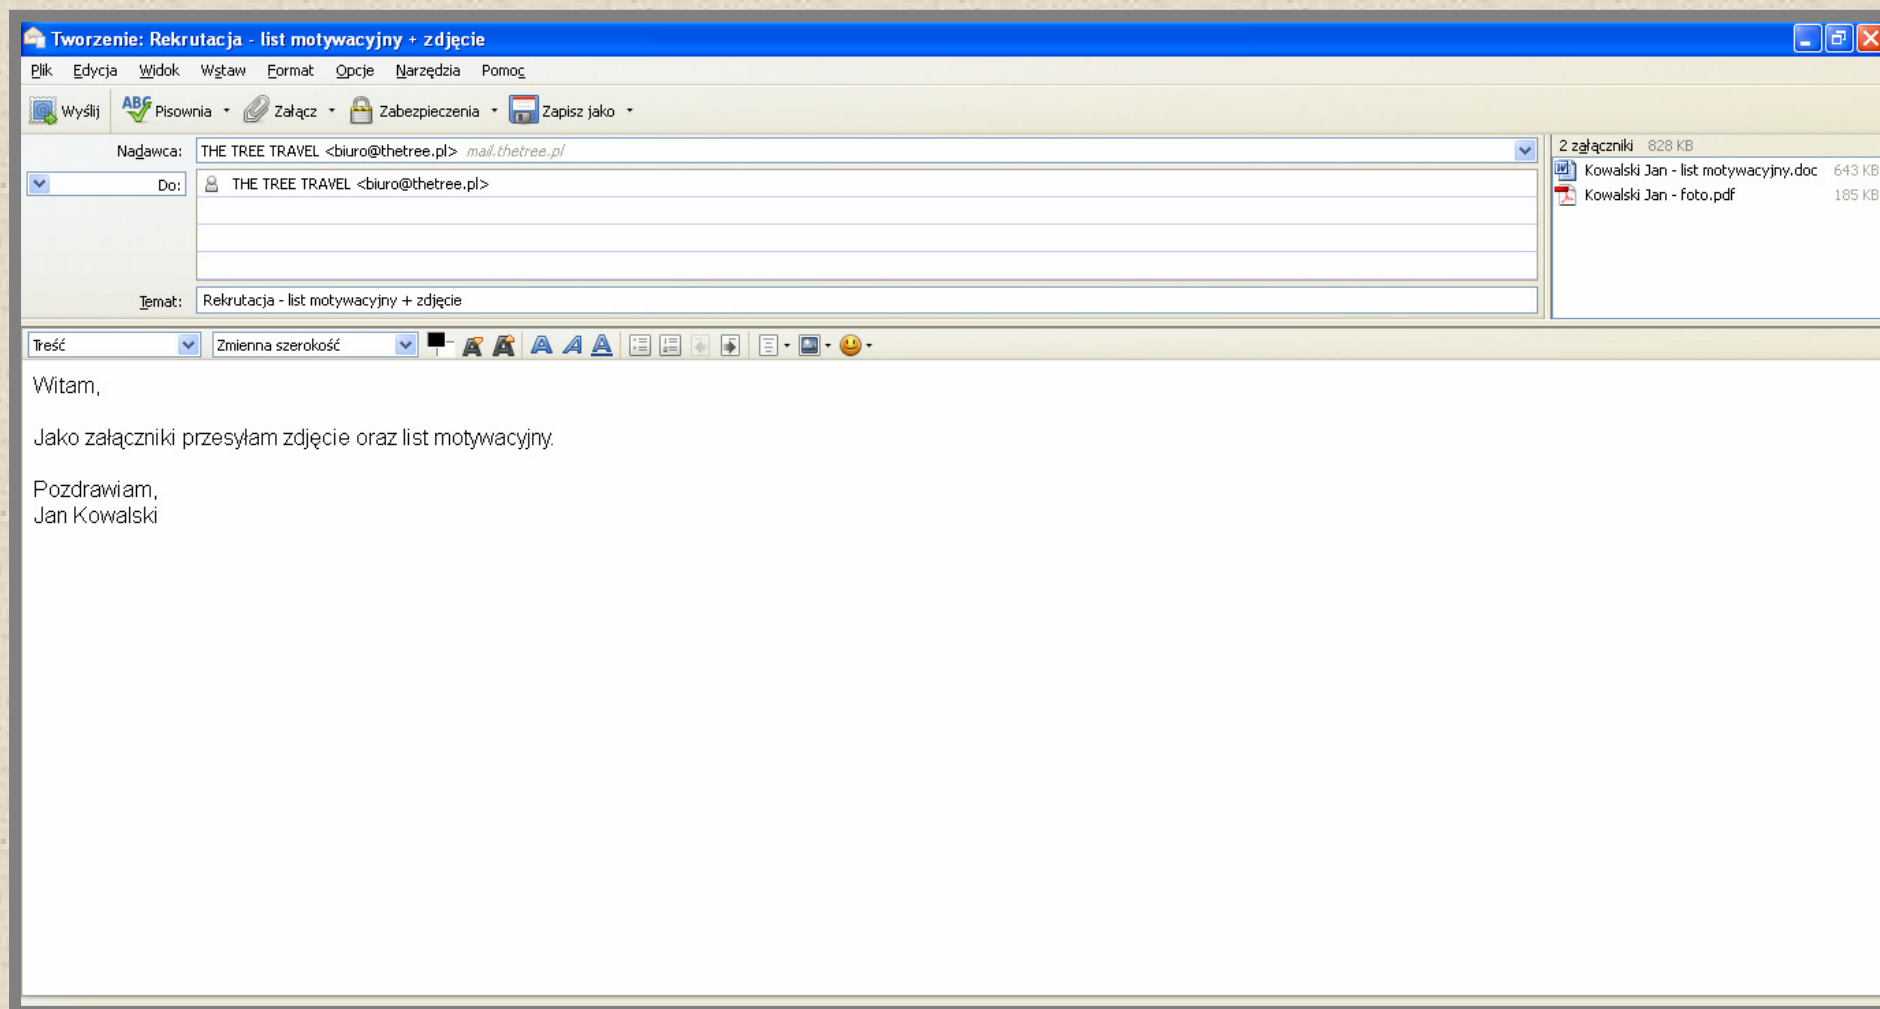 Tworzenie: Rekrutacja - list motywacyjny + zdjęcie
Plik Edycja Widok Wstaw Format Opcje Narzędzia Pomoc
Wyślij ABC Pisownia Załącz Zabezpieczenia Zapisz jako
Nadawca: THE TREE TRAVEL <biuro@thetree.pl> mail.thetree.pl
2 załączniki 828 KB
Kowalski Jan - list motywacyjny.doc 643 KB
Kowalski Jan - foto.pdf 185 KB
Do: THE TREE TRAVEL <biuro@thetree.pl>
Temat: Rekrutacja - list motywacyjny + zdjęcie
Treść Zmienna szerokość
Witam,
Jako załączniki przesyłam zdjęcie oraz list motywacyjny.
Pozdrawiam,
Jan Kowalski